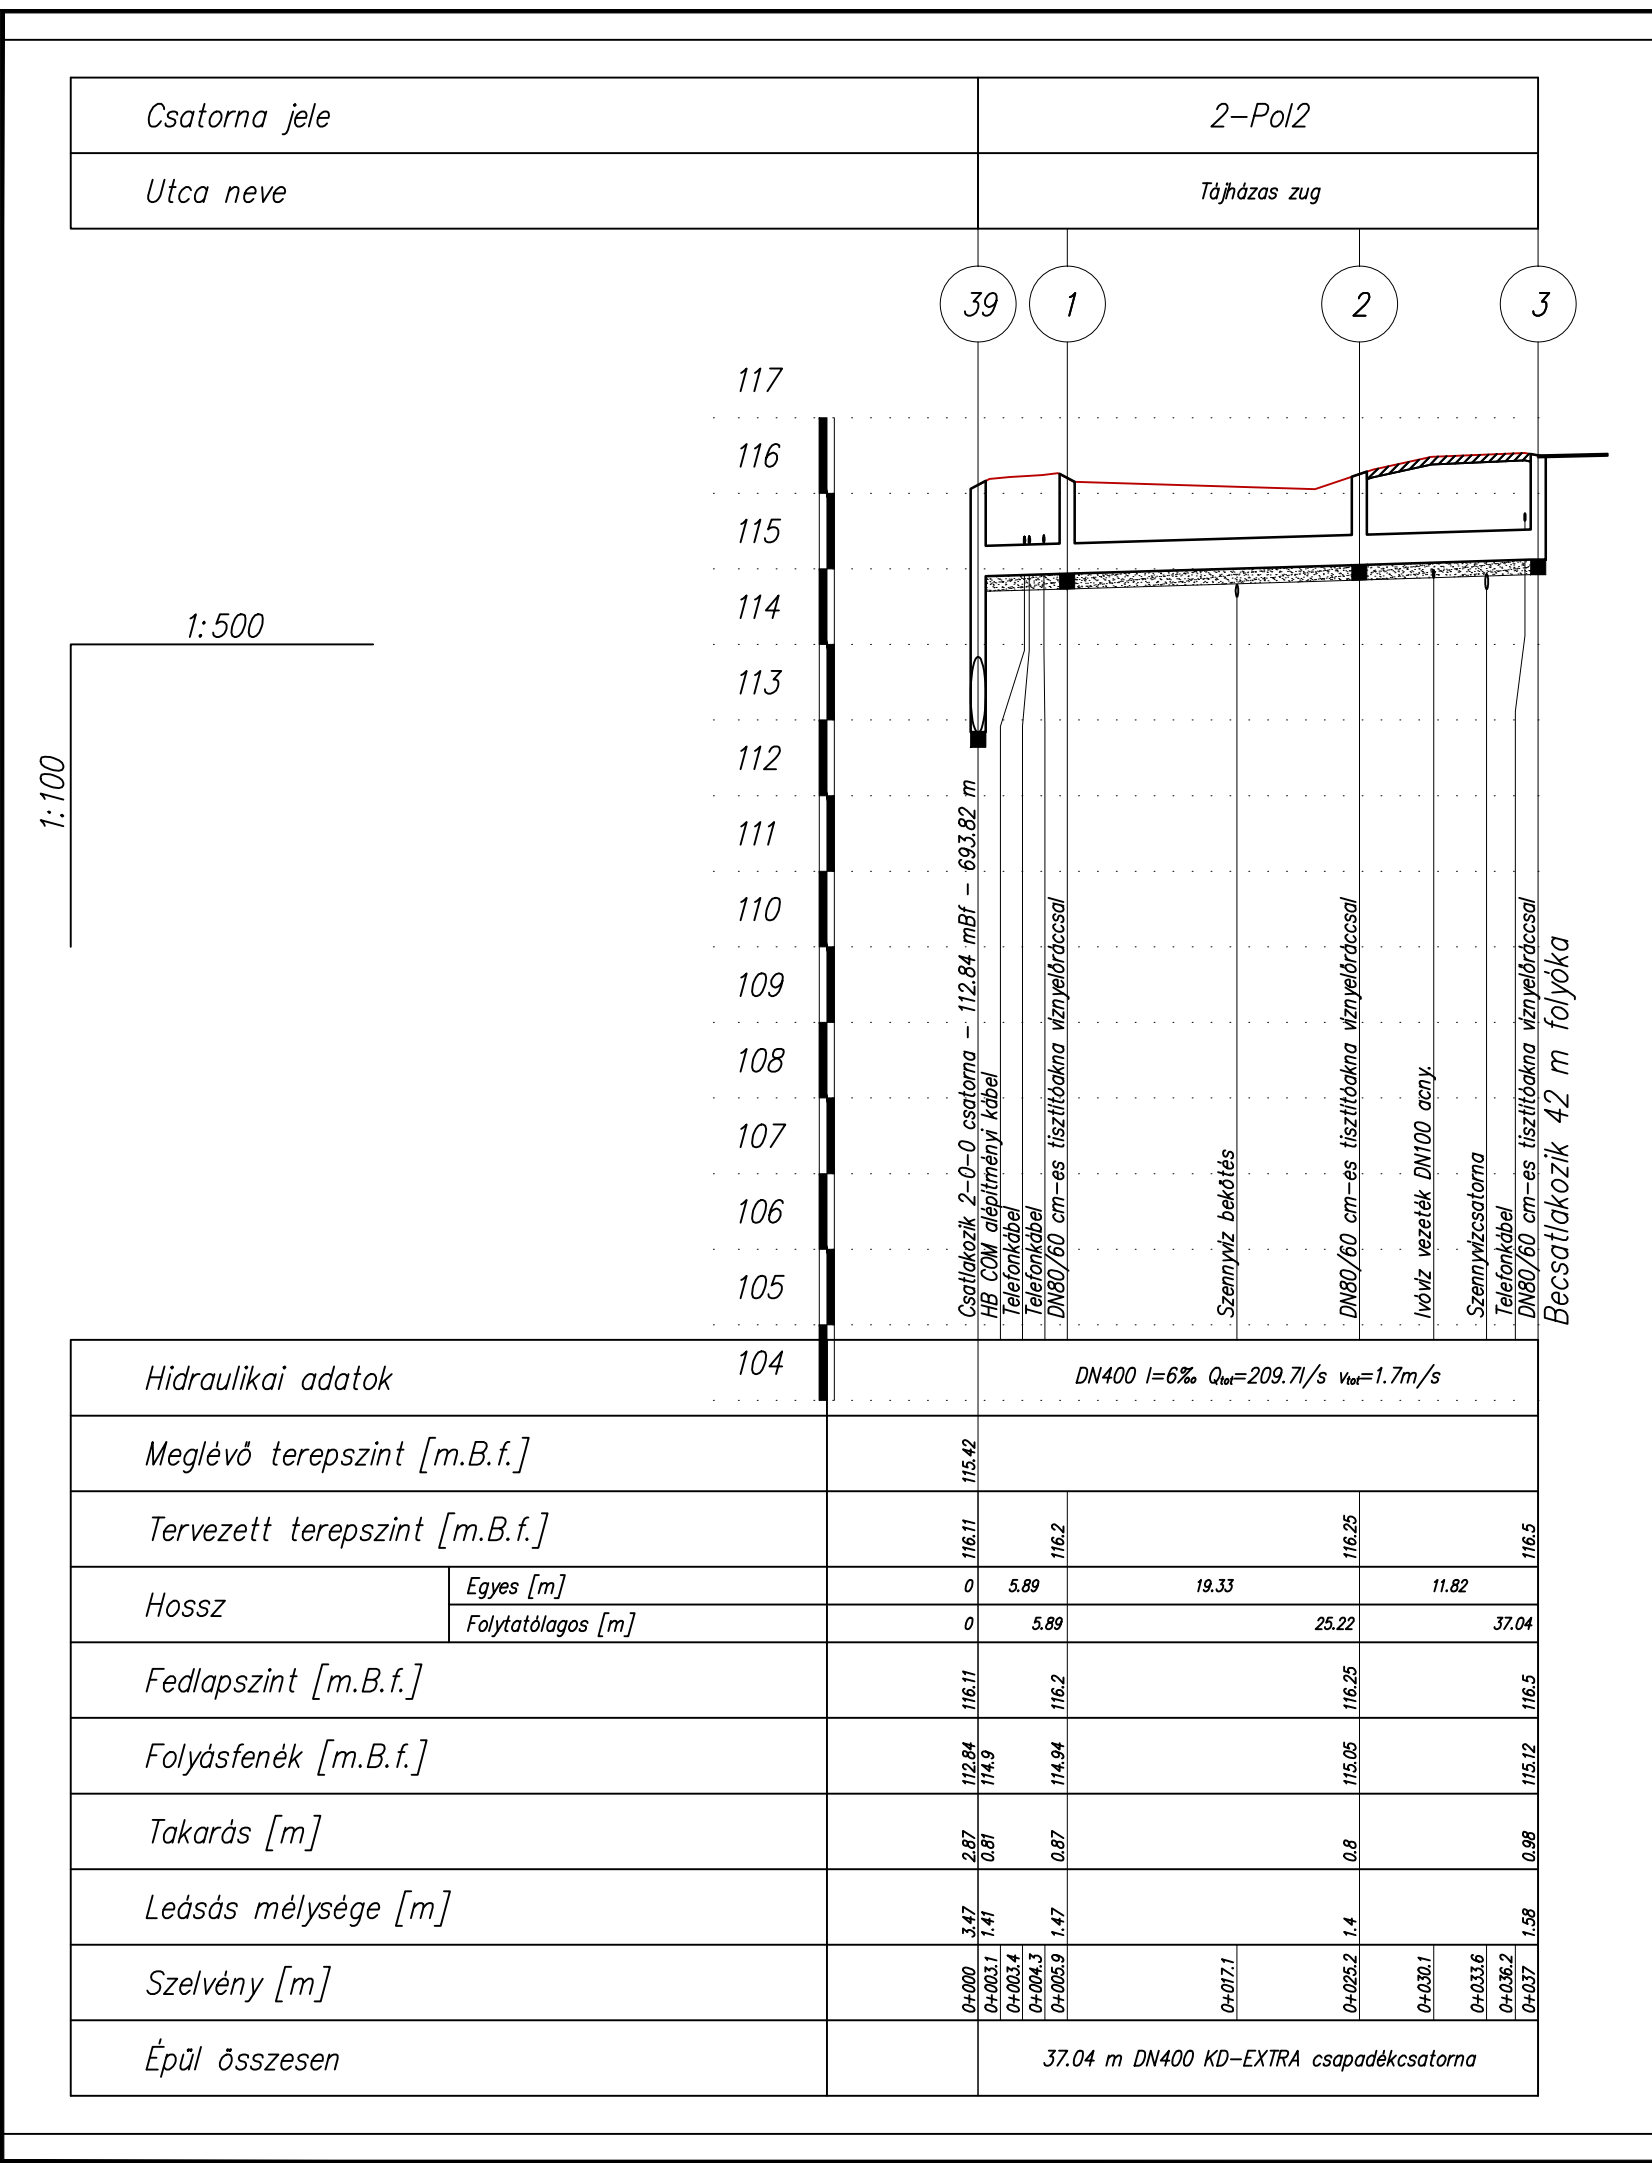 Csatorna jele
2-Pol2
Utca neve
Tájházas zug
39
1
2
3
117
116
115
114
113
112
111
110
109
108
107
106
105
104
1:500
1:100
Csatlakozik 2-0-0 csatorna - 112.84 mBf - 693.82 m
HB COM alépítményi kábel
Telefonkábel
Telefonkábel
DN80/60 cm-es tisztítóakna víznyelőráccsal
Szennyvíz bekötés
DN80/60 cm-es tisztítóakna víznyelőráccsal
Ivóvíz vezeték DN100 acny.
Szennyvízcsatorna
Telefonkábel
DN80/60 cm-es tisztítóakna víznyelőráccsal
Becsatlakozik 42 m folyóka
Hidraulikai adatok
DN400 I=6‰ Qtot=209.7l/s vtot=1.7m/s
Meglévő terepszint [m.B.f.]
115.42
Tervezett terepszint [m.B.f.]
116.11
116.2
116.25
116.5
Hossz
Egyes [m]
0
5.89
19.33
11.82
Folytatólagos [m]
0
5.89
25.22
37.04
Fedlapszint [m.B.f.]
116.11
116.2
116.25
116.5
Folyásfenék [m.B.f.]
112.84
114.9
114.94
115.05
115.12
Takarás [m]
2.87
0.81
0.87
0.8
0.98
Leásás mélysége [m]
3.47
1.41
1.47
1.4
1.58
Szelvény [m]
0+000
0+003.1
0+003.4
0+004.3
0+005.9
0+017.1
0+025.2
0+030.1
0+033.6
0+036.2
0+037
Épül összesen
37.04 m DN400 KD-EXTRA csapadékcsatorna